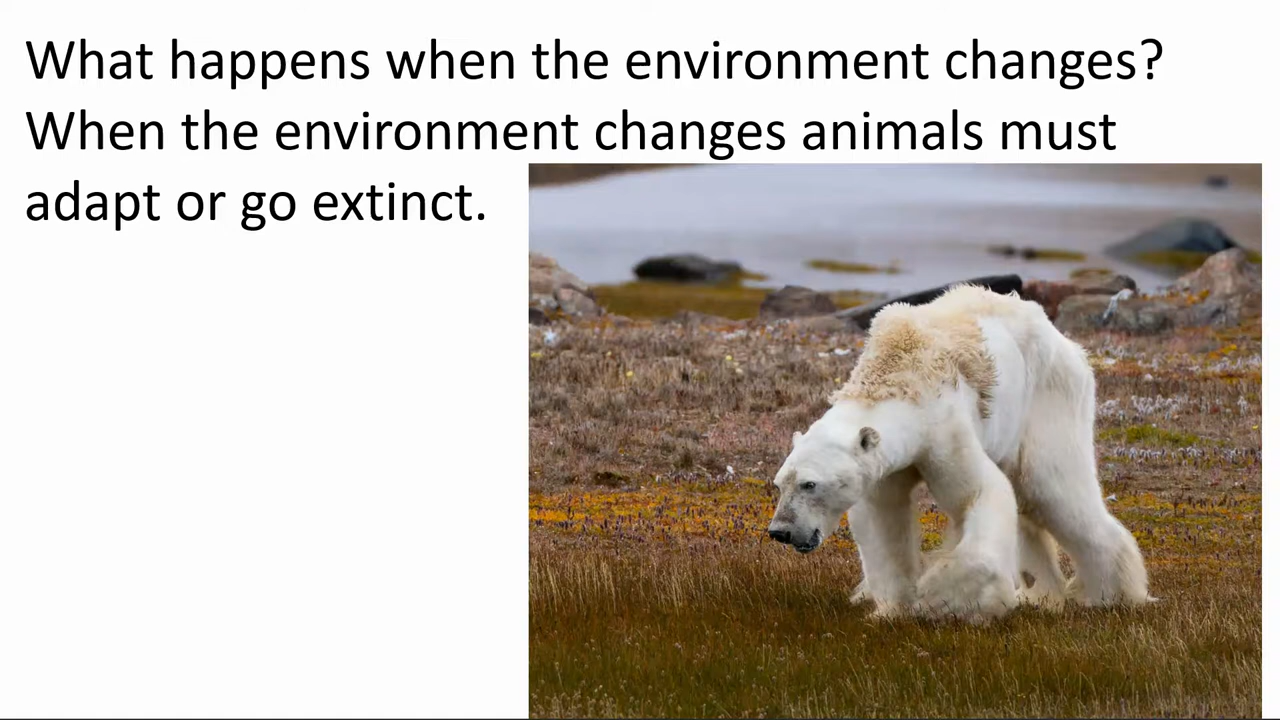 What happens when the environment changes?
When the environment changes animals must
adapt or go extinct.